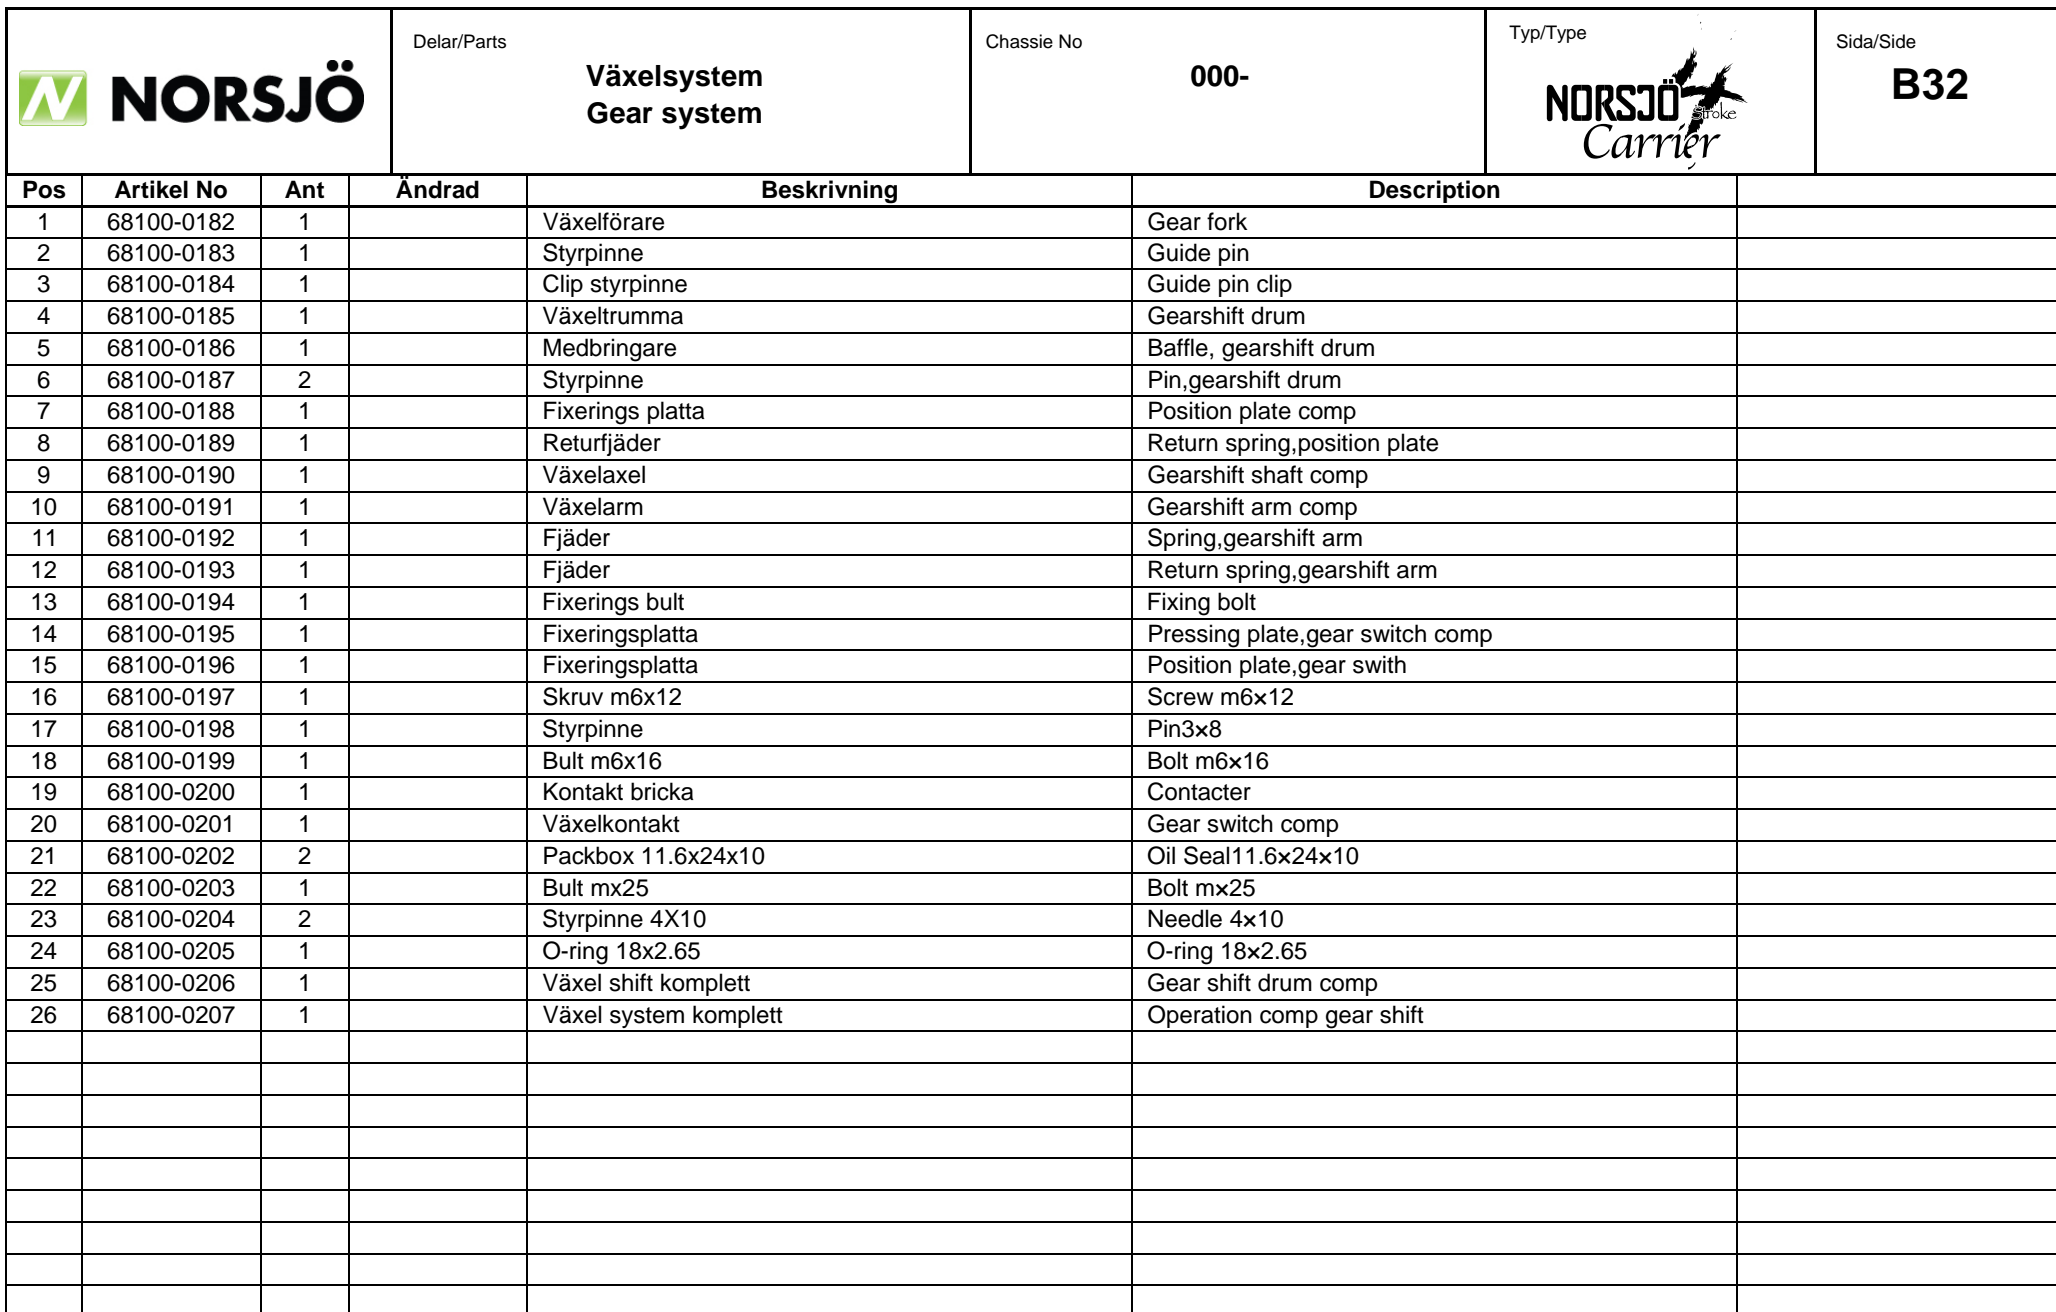 NORSJÖ
Delar/Parts
Växelsystem
Gear system
Chassie No
000-
Typ/Type
NORSJÖ 4
Stroke
Carrier
Sida/Side
B32
Pos Artikel No Ant Ändrad Beskrivning Description
1 68100-0182 1 Växelförare Gear fork
2 68100-0183 1 Styrpinne Guide pin
3 68100-0184 1 Clip styrpinne Guide pin clip
4 68100-0185 1 Växeltrumma Gearshift drum
5 68100-0186 1 Medbringare Baffle, gearshift drum
6 68100-0187 2 Styrpinne Pin,gearshift drum
7 68100-0188 1 Fixerings platta Position plate comp
8 68100-0189 1 Returfjäder Return spring,position plate
9 68100-0190 1 Växelaxel Gearshift shaft comp
10 68100-0191 1 Växelarm Gearshift arm comp
11 68100-0192 1 Fjäder Spring,gearshift arm
12 68100-0193 1 Fjäder Return spring,gearshift arm
13 68100-0194 1 Fixerings bult Fixing bolt
14 68100-0195 1 Fixeringsplatta Pressing plate,gear switch comp
15 68100-0196 1 Fixeringsplatta Position plate,gear swith
16 68100-0197 1 Skruv m6x12 Screw m6×12
17 68100-0198 1 Styrpinne Pin3×8
18 68100-0199 1 Bult m6x16 Bolt m6×16
19 68100-0200 1 Kontakt bricka Contacter
20 68100-0201 1 Växelkontakt Gear switch comp
21 68100-0202 2 Packbox 11.6x24x10 Oil Seal11.6×24×10
22 68100-0203 1 Bult mx25 Bolt m×25
23 68100-0204 2 Styrpinne 4X10 Needle 4×10
24 68100-0205 1 O-ring 18x2.65 O-ring 18×2.65
25 68100-0206 1 Växel shift komplett Gear shift drum comp
26 68100-0207 1 Växel system komplett Operation comp gear shift